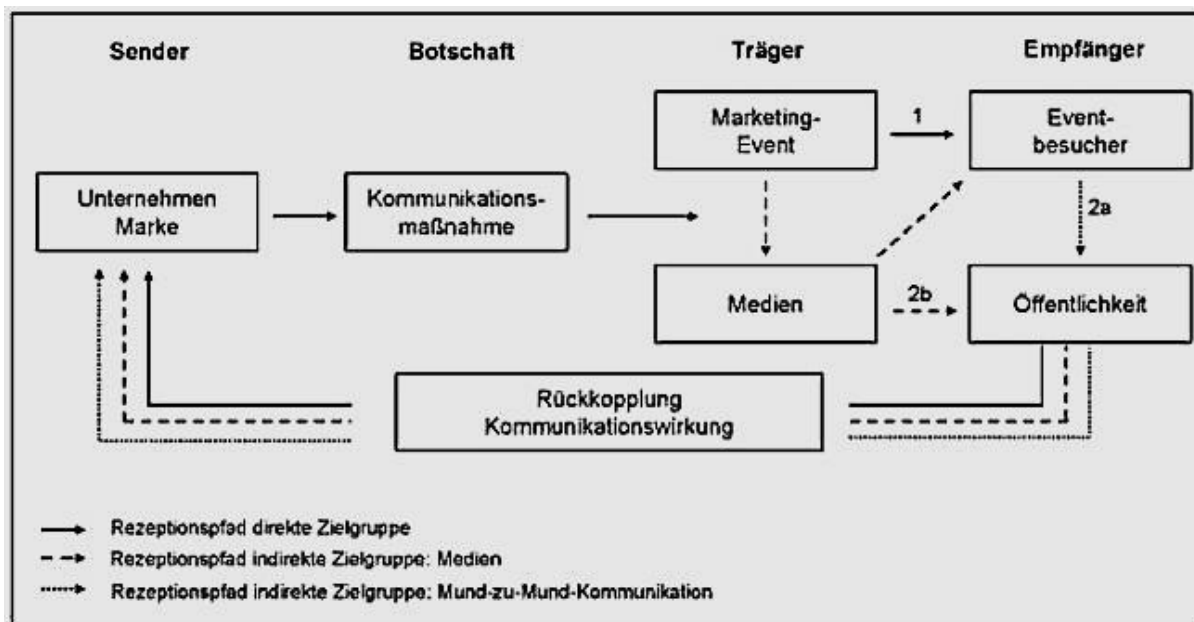 Sender
Botschaft
Träger
Empfänger
Marketing-
Event
1
Event-
besucher
Unternehmen
Marke
Kommunikations-
maßnahme
2a
Medien
2b
Öffentlichkeit
Rückkopplung
Kommunikationswirkung
Rezeptionspfad direkte Zielgruppe
Rezeptionspfad indirekte Zielgruppe: Medien
Rezeptionspfad indirekte Zielgruppe: Mund-zu-Mund-Kommunikation